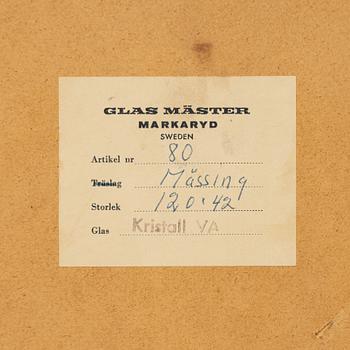 GLAS MÄSTER
MARKARYD
SWEDEN
Artikel nr 80
Träslag Mässing
Storlek 120·42
Glas Kristall VA